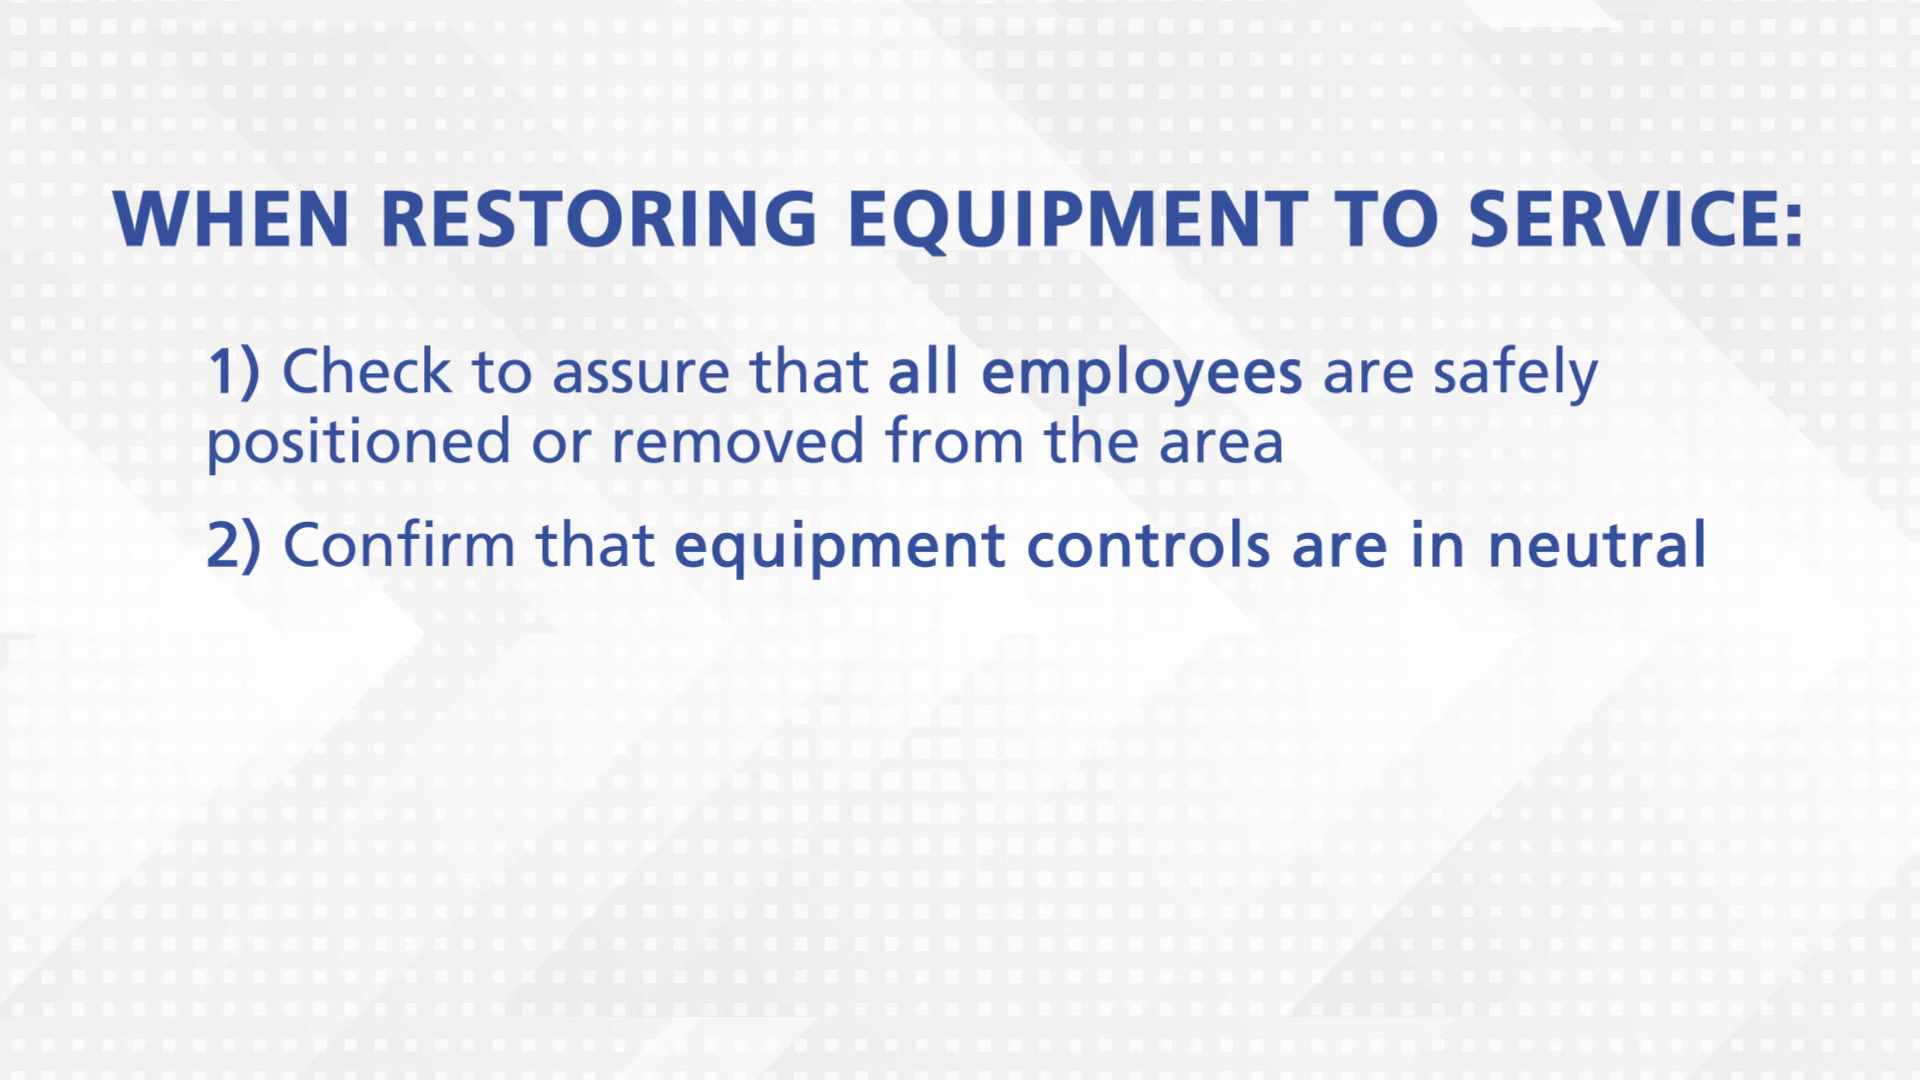 WHEN RESTORING EQUIPMENT TO SERVICE:
1) Check to assure that all employees are safely
positioned or removed from the area
2) Confirm that equipment controls are in neutral